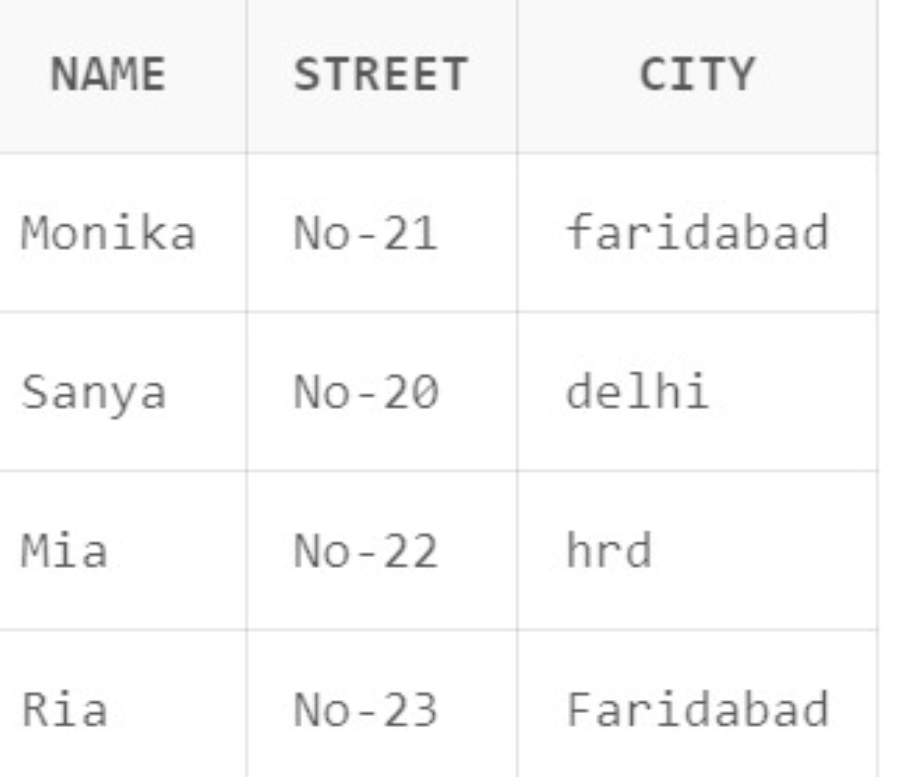 NAME STREET CITY
Monika No-21 faridabad
Sanya No-20 delhi
Mia No-22 hrd
Ria No-23 Faridabad